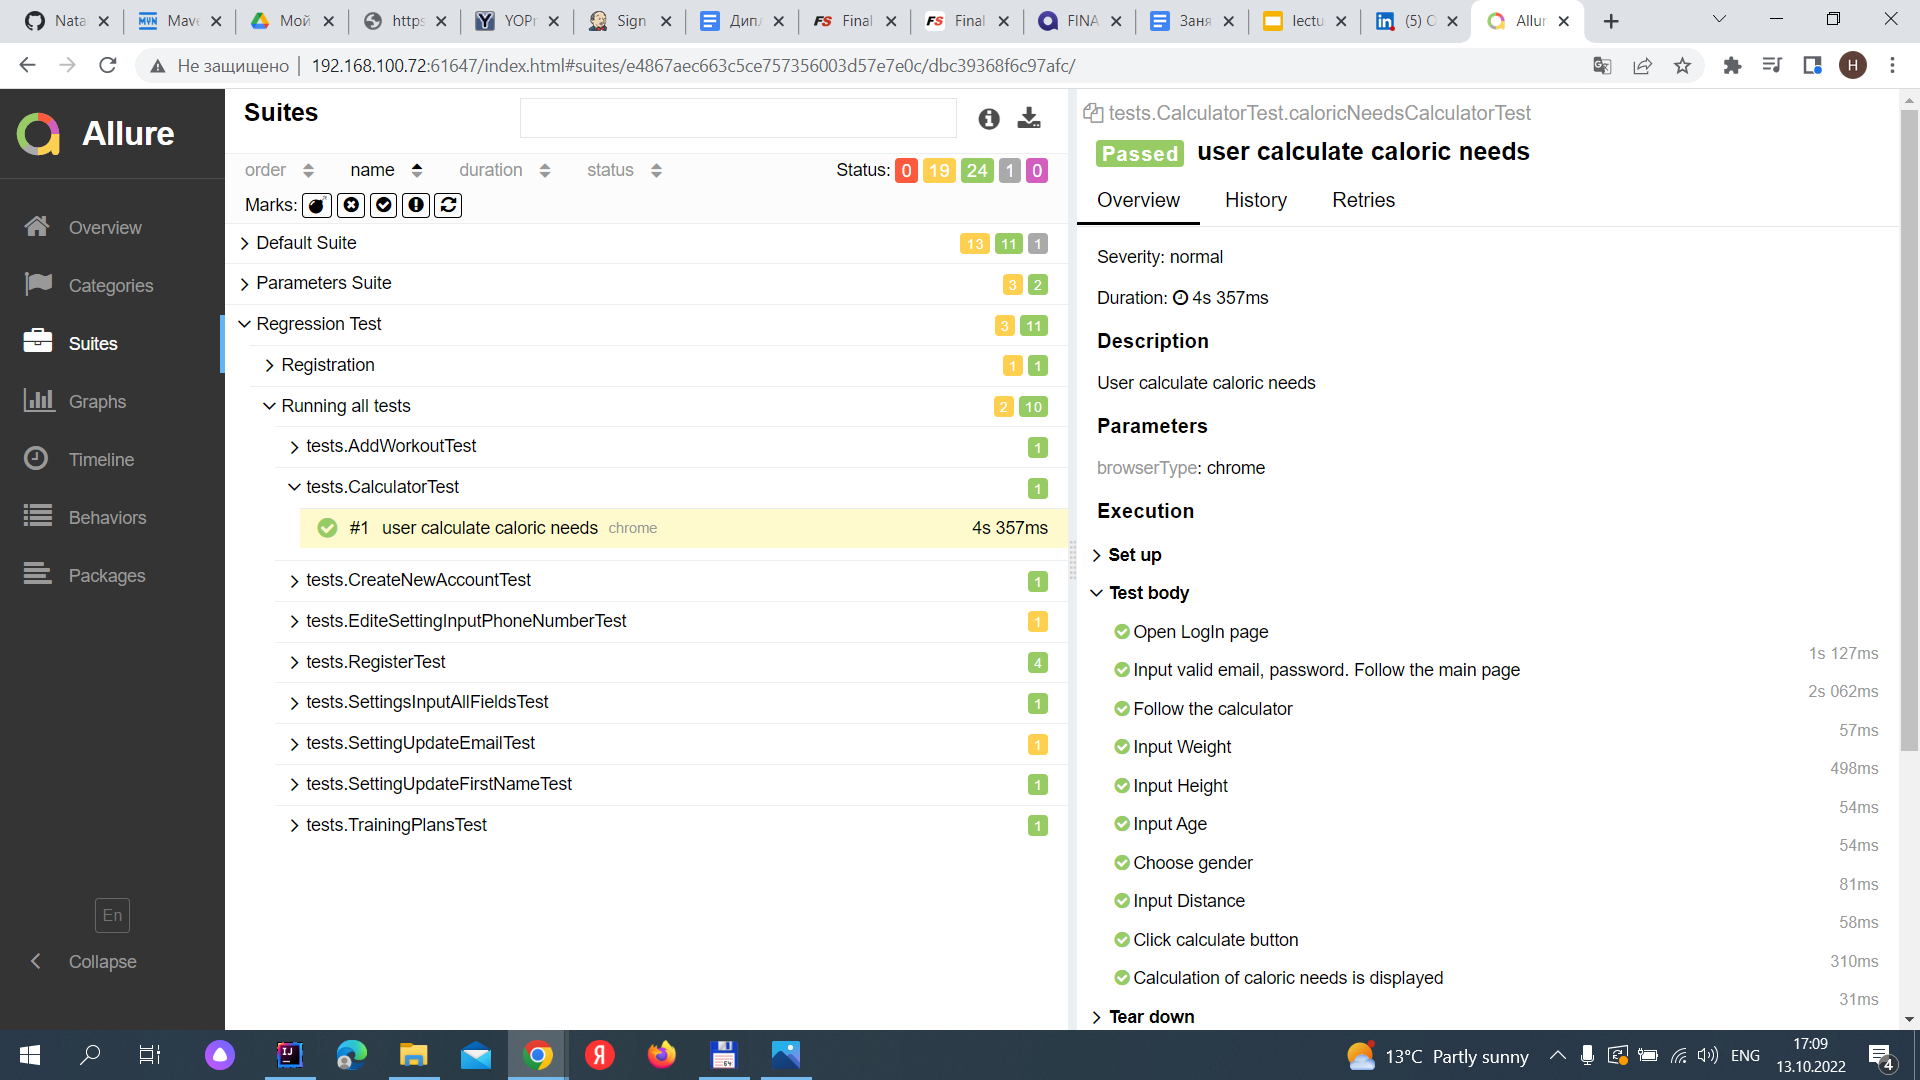 Nata
Mave
Мой
https
YOPr
Sign
Дипл
Final
Final
FINA
Заня
lectu
(5) O
Allur
Не защищено
192.168.100.72:61647/index.html#suites/e4867aec663c5ce757356003d57e7e0c/dbc39368f6c97afc/
H
Allure
Overview
Categories
Suites
Graphs
Timeline
Behaviors
Packages
En
Collapse
Suites
order name duration status Status: 0 19 24 1 0
Marks:
Default Suite 13 11 1
Parameters Suite 3 2
Regression Test 3 11
Registration 1 1
Running all tests 2 10
tests.AddWorkoutTest 1
tests.CalculatorTest 1
#1 user calculate caloric needs chrome 4s 357ms
tests.CreateNewAccountTest 1
tests.EditeSettingInputPhoneNumberTest 1
tests.RegisterTest 4
tests.SettingsInputAllFieldsTest 1
tests.SettingUpdateEmailTest 1
tests.SettingUpdateFirstNameTest 1
tests.TrainingPlansTest 1
tests.CalculatorTest.caloricNeedsCalculatorTest
Passed user calculate caloric needs
Overview History Retries
Severity: normal
Duration: 4s 357ms
Description
User calculate caloric needs
Parameters
browserType: chrome
Execution
Set up
Test body
Open LogIn page
1s 127ms
Input valid email, password. Follow the main page
2s 062ms
Follow the calculator
57ms
Input Weight
498ms
Input Height
54ms
Input Age
54ms
Choose gender
81ms
Input Distance
58ms
Click calculate button
310ms
Calculation of caloric needs is displayed
31ms
Tear down
13°C Partly sunny
ENG
17:09
13.10.2022
4